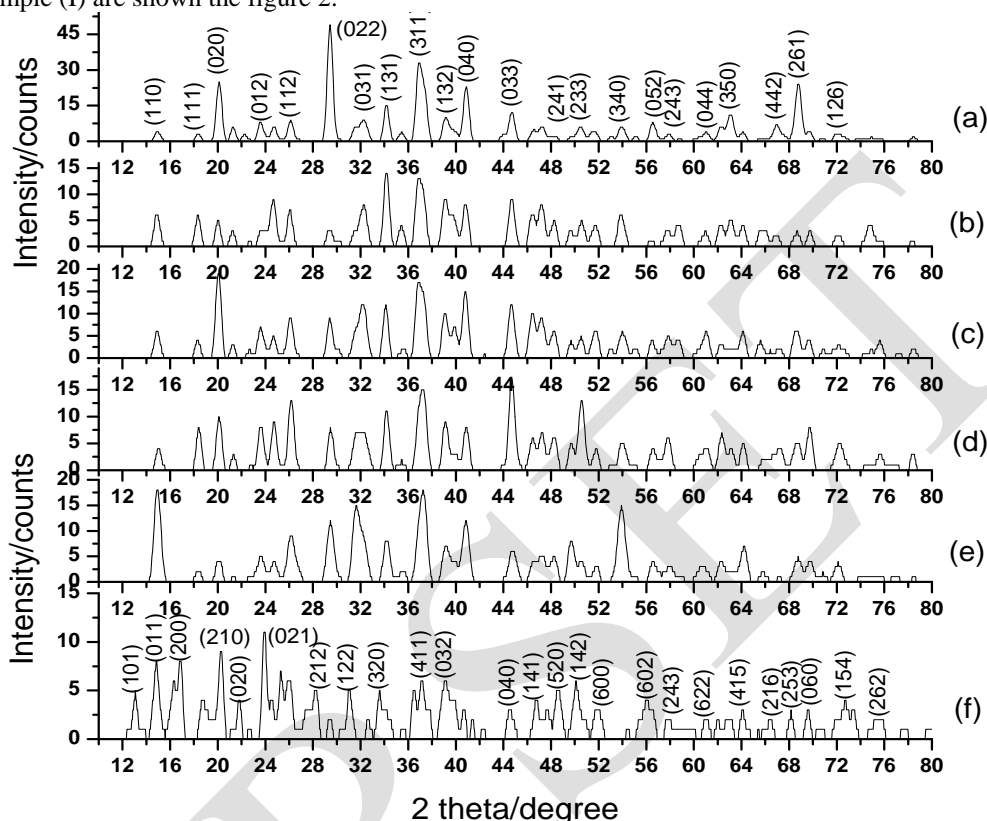 mple (I) are shown the figure 2.
Intensity/counts
45
30
15
0
(110) (111) (020) (012) (112) (022) (031) (131) (311) (132) (040) (033) (241) (233) (340) (052) (243) (044) (350) (442) (261) (126)
(a)
12 16 20 24 28 32 36 40 44 48 52 56 60 64 68 72 76 80
15
10
5
0
(b)
12 16 20 24 28 32 36 40 44 48 52 56 60 64 68 72 76 80
20
15
10
5
0
(c)
12 16 20 24 28 32 36 40 44 48 52 56 60 64 68 72 76 80
Intensity/counts
15
10
5
0
(d)
12 16 20 24 28 32 36 40 44 48 52 56 60 64 68 72 76 80
20
15
10
5
0
(e)
12 16 20 24 28 32 36 40 44 48 52 56 60 64 68 72 76 80
15
10
5
0
(101) (011) (200) (210) (020) (021) (212) (122) (320) (411) (032) (040) (141) (520) (142) (600) (602) (243) (622) (415) (216) (253) (060) (154) (262)
(f)
12 16 20 24 28 32 36 40 44 48 52 56 60 64 68 72 76 80
2 theta/degree